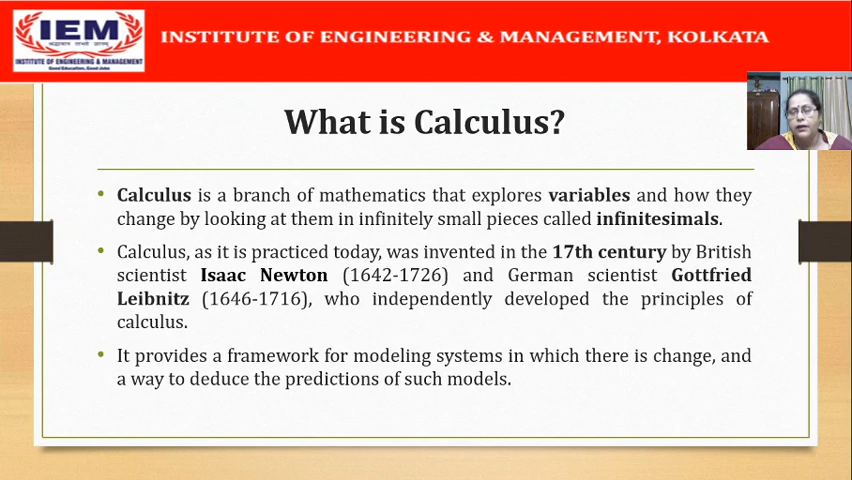 IEM
INSTITUTE OF ENGINEERING & MANAGEMENT
Good Education, Good Jobs
INSTITUTE OF ENGINEERING & MANAGEMENT, KOLKATA
What is Calculus?
• Calculus is a branch of mathematics that explores variables and how they
change by looking at them in infinitely small pieces called infinitesimals.
• Calculus, as it is practiced today, was invented in the 17th century by British
scientist Isaac Newton (1642-1726) and German scientist Gottfried
Leibnitz (1646-1716), who independently developed the principles of
calculus.
• It provides a framework for modeling systems in which there is change, and
a way to deduce the predictions of such models.